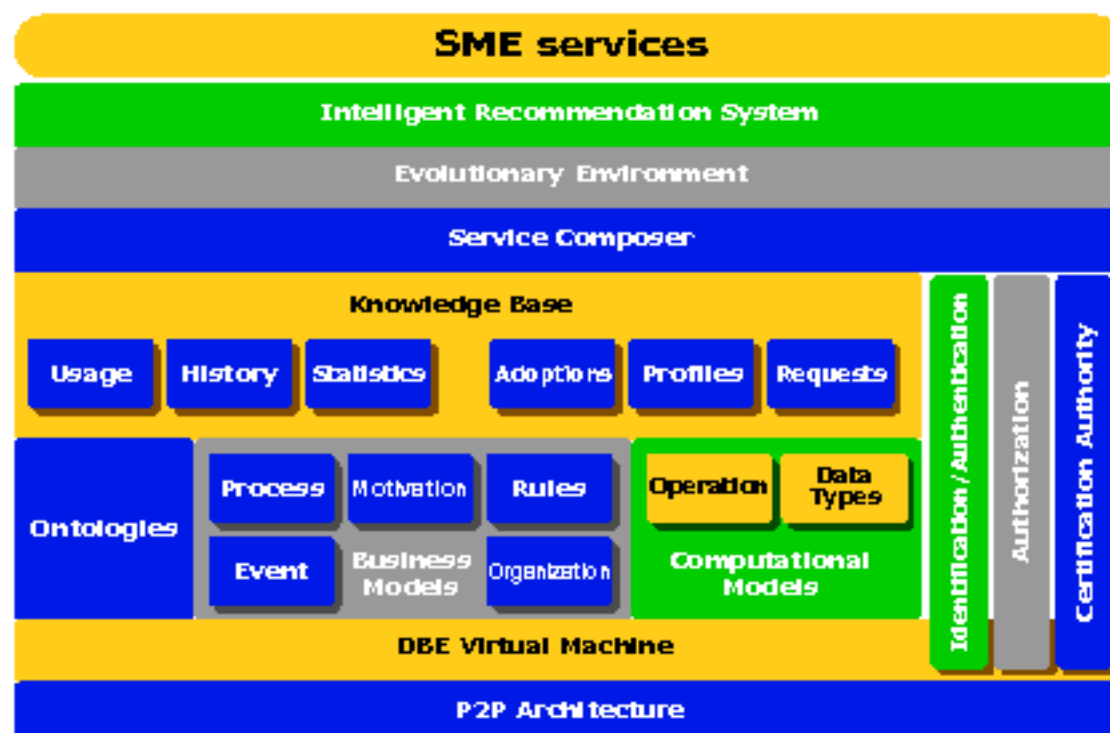 SME services
Intelligent Recommendation System
Evolutionary Environment
Service Composer
Knowledge Base
Usage
History
Statistics
Adoptions
Profiles
Requests
Ontologies
Process
Motivation
Rules
Event
Business
Models
Organization
Operation
Data
Types
Computational
Models
Identification/Authentication
Authorization
Certification Authority
DBE Virtual Machine
P2P Architecture